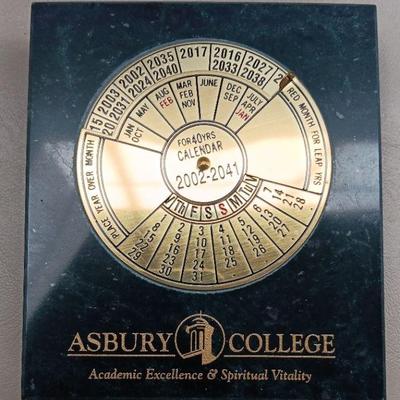 2003 2002 2035 2017 2016 2027
2031 2024 2040 2033 2038
JAN OCT
MAY
AUG FEB
MAR FEB NOV
JUNE
DEC SEP
JULY APR JAN
PLACE YEAR OVER MONTH
RED MONTH FOR LEAP YRS
FOR 40 YRS
CALENDAR
2002-2041
W Th F S S M Tu
1 2 3 4 5 6 7
8 9 10 11 12 13 14
15 16 17 18 19 20 21
22 23 24 25 26 27 28
29 30 31
ASBURY COLLEGE
Academic Excellence & Spiritual Vitality